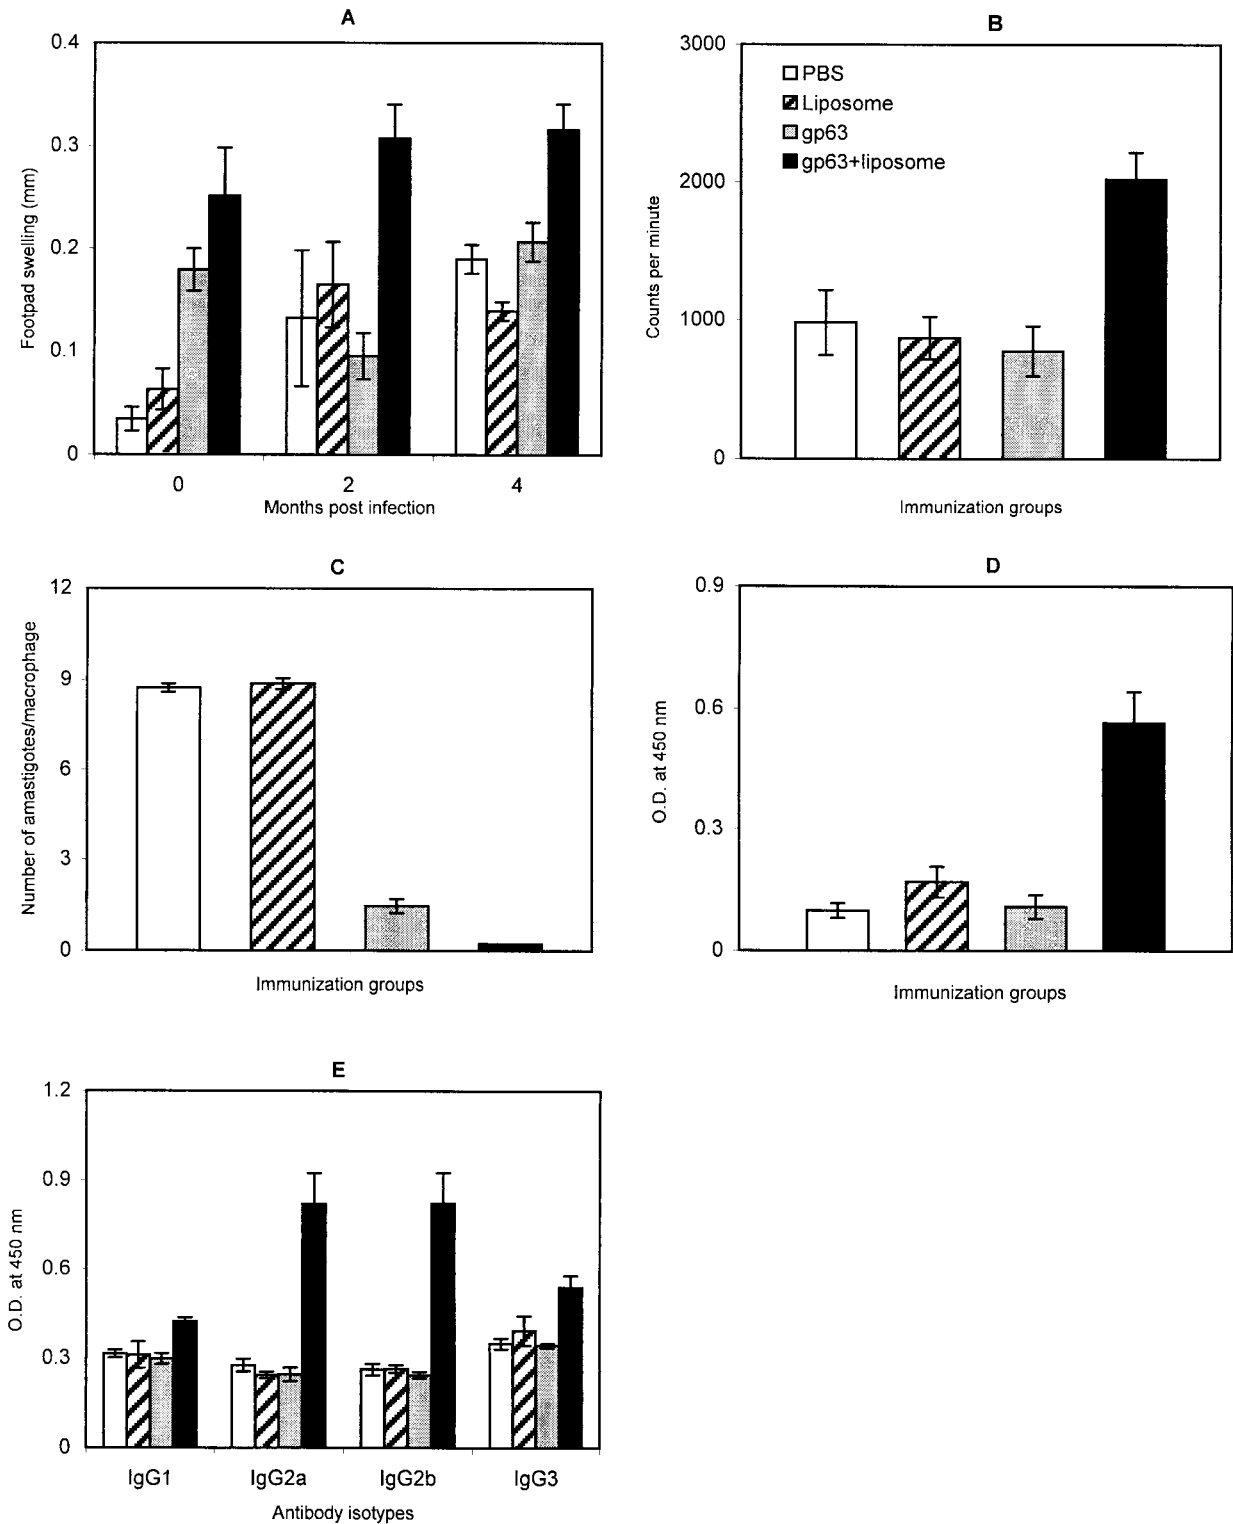 A
0.4
0.3
0.2
0.1
0
Footpad swelling (mm)
0 2 4
Months post infection
B
3000
2000
1000
0
Counts per minute
PBS
Liposome
gp63
gp63+liposome
Immunization groups
C
12
9
6
3
0
Number of amastigotes/macrophage
Immunization groups
D
0.9
0.6
0.3
0
O.D. at 450 nm
Immunization groups
E
1.2
0.9
0.6
0.3
0
O.D. at 450 nm
IgG1 IgG2a IgG2b IgG3
Antibody isotypes